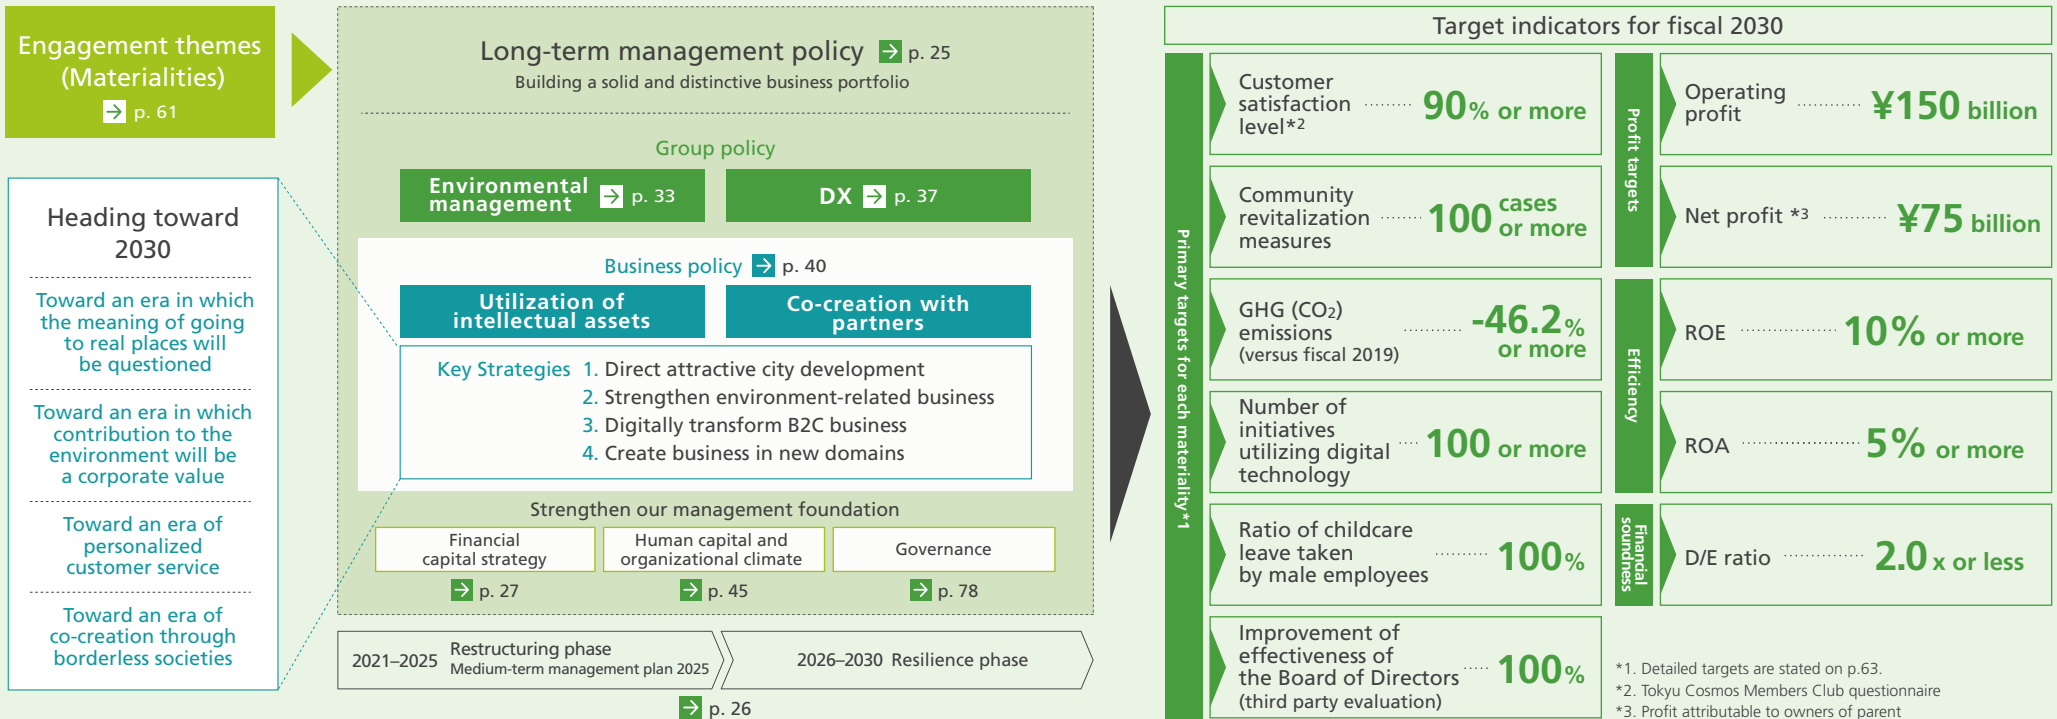 Engagement themes
(Materialities)
→ p. 61
Heading toward
2030
Toward an era in which
the meaning of going
to real places will
be questioned
Toward an era in which
contribution to the
environment will be
a corporate value
Toward an era of
personalized
customer service
Toward an era of
co-creation through
borderless societies
Long-term management policy → p. 25
Building a solid and distinctive business portfolio
Group policy
Environmental
management → p. 33
DX → p. 37
Business policy → p. 40
Utilization of
intellectual assets
Co-creation with
partners
Key Strategies 1. Direct attractive city development
2. Strengthen environment-related business
3. Digitally transform B2C business
4. Create business in new domains
Strengthen our management foundation
Financial
capital strategy
→ p. 27
Human capital and
organizational climate
→ p. 45
Governance
→ p. 78
2021–2025 Restructuring phase
Medium-term management plan 2025
2026–2030 Resilience phase
→ p. 26
Target indicators for fiscal 2030
Primary targets for each materiality*1
Customer
satisfaction
level*2
90% or more
Community
revitalization
measures
100 cases
or more
GHG (CO2)
emissions
(versus fiscal 2019)
-46.2%
or more
Number of
initiatives
utilizing digital
technology
100 or more
Ratio of childcare
leave taken
by male employees
100%
Improvement of
effectiveness of
the Board of Directors
(third party evaluation)
100%
Profit targets
Operating
profit
¥150 billion
Net profit *3
¥75 billion
Efficiency
ROE
10% or more
ROA
5% or more
Financial
soundness
D/E ratio
2.0 x or less
*1. Detailed targets are stated on p.63.
*2. Tokyu Cosmos Members Club questionnaire
*3. Profit attributable to owners of parent